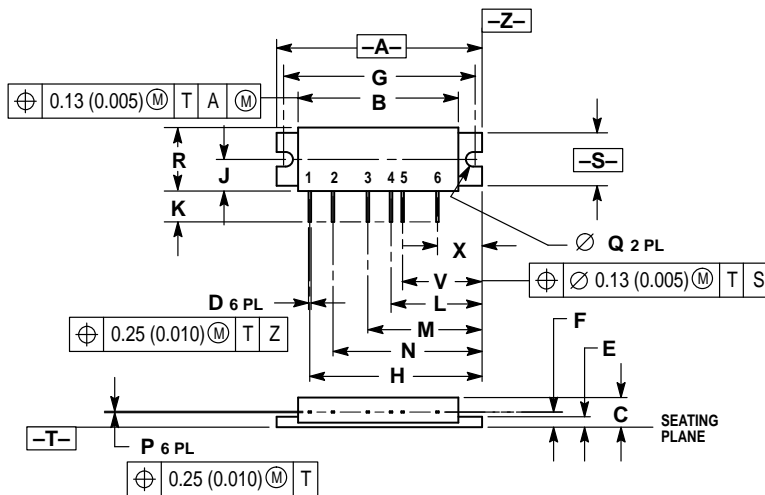 –Z–
–A–
G
⌖ 0.13 (0.005) Ⓜ T A Ⓜ
B
R
J
–S–
1 2 3 4 5 6
K
X
∅ Q 2 PL
V
⌖ ∅ 0.13 (0.005) Ⓜ T S
D 6 PL
L
F
⌖ 0.25 (0.010) Ⓜ T Z
M
E
N
H
C
SEATING
PLANE
–T–
P 6 PL
⌖ 0.25 (0.010) Ⓜ T